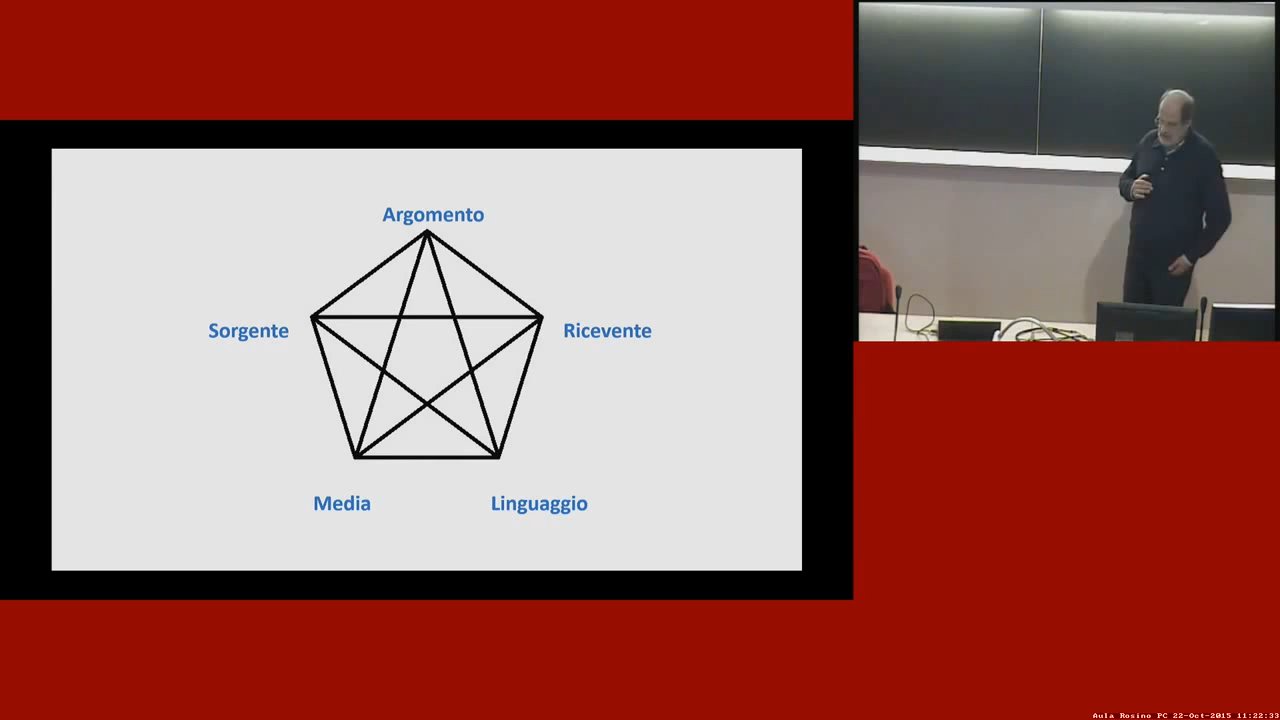 Argomento
Sorgente
Ricevente
Media
Linguaggio
Aula Rosino PC 22-Oct-2015 11:22:33